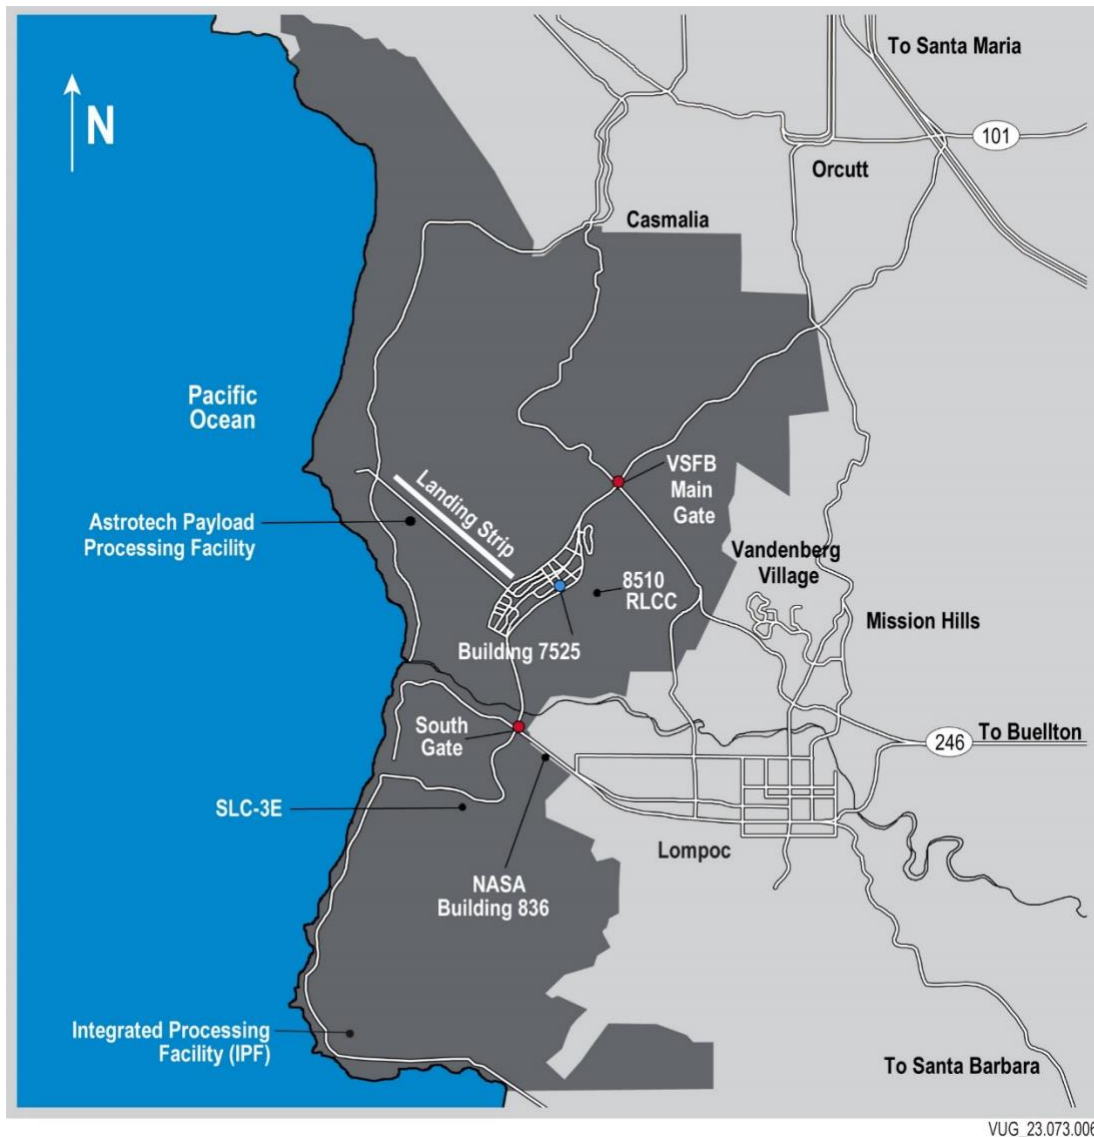 To Santa Maria
N
101
Orcutt
Casmalia
Pacific
Ocean
VSFB
Main
Gate
Landing Strip
Astrotech Payload
Processing Facility
Vandenberg
Village
8510
RLCC
Mission Hills
Building 7525
South
Gate
To Buellton
246
SLC-3E
Lompoc
NASA
Building 836
Integrated Processing
Facility (IPF)
To Santa Barbara
VUG_23.073.006